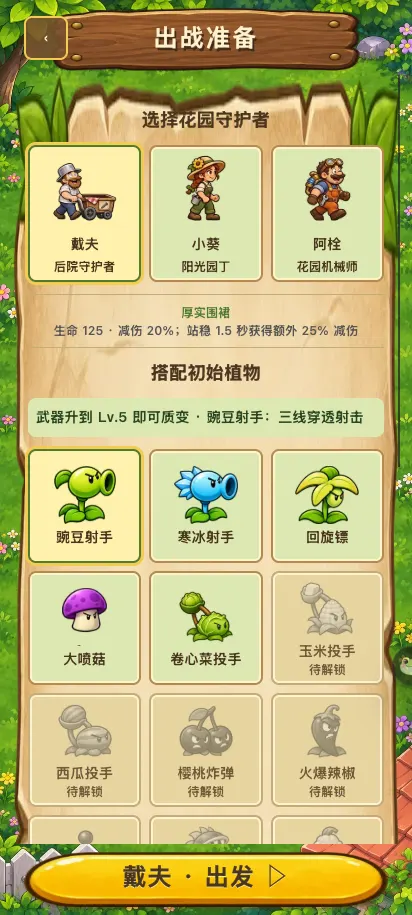 出战准备
选择花园守护者
戴夫
后院守护者
小葵
阳光园丁
阿栓
花园机械师
厚实围裙
生命 125 · 减伤 20%；站稳 1.5 秒获得额外 25% 减伤
搭配初始植物
武器升到 Lv.5 即可质变 · 豌豆射手：三线穿透射击
豌豆射手
寒冰射手
回旋镖
大喷菇
卷心菜投手
玉米投手
待解锁
西瓜投手
待解锁
樱桃炸弹
待解锁
火爆辣椒
待解锁
戴夫 · 出发 ▷